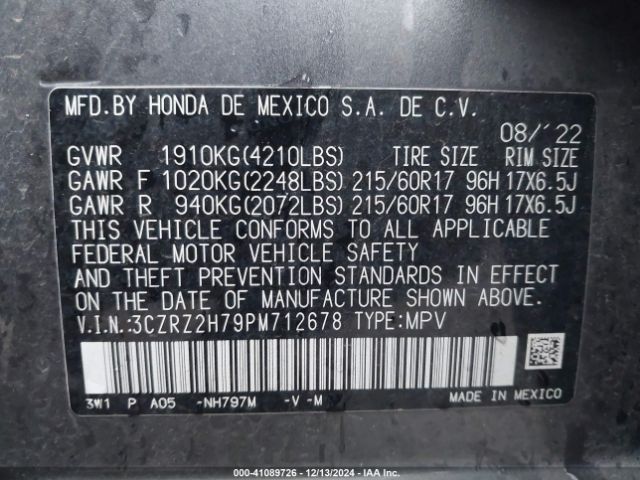 MFD.BY HONDA DE MEXICO S.A. DE C.V.
08/'22
GVWR 1910KG(4210LBS) TIRE SIZE RIM SIZE
GAWR F 1020KG(2248LBS) 215/60R17 96H 17X6.5J
GAWR R 940KG(2072LBS) 215/60R17 96H 17X6.5J
THIS VEHICLE CONFORMS TO ALL APPLICABLE
FEDERAL MOTOR VEHICLE SAFETY
AND THEFT PREVENTION STANDARDS IN EFFECT
ON THE DATE OF MANUFACTURE SHOWN ABOVE.
V.I.N.:3CZRZ2H79PM712678 TYPE:MPV
3W1 P A05 -NH797M -V -M MADE IN MEXICO
000-41089726 - 12/13/2024 - IAA Inc.